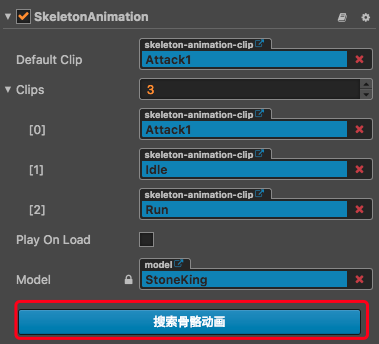 SkeletonAnimation
skeleton-animation-clip
Default Clip Attack1
Clips 3
skeleton-animation-clip
[0] Attack1
skeleton-animation-clip
[1] Idle
skeleton-animation-clip
[2] Run
Play On Load
model
Model StoneKing
搜索骨骼动画